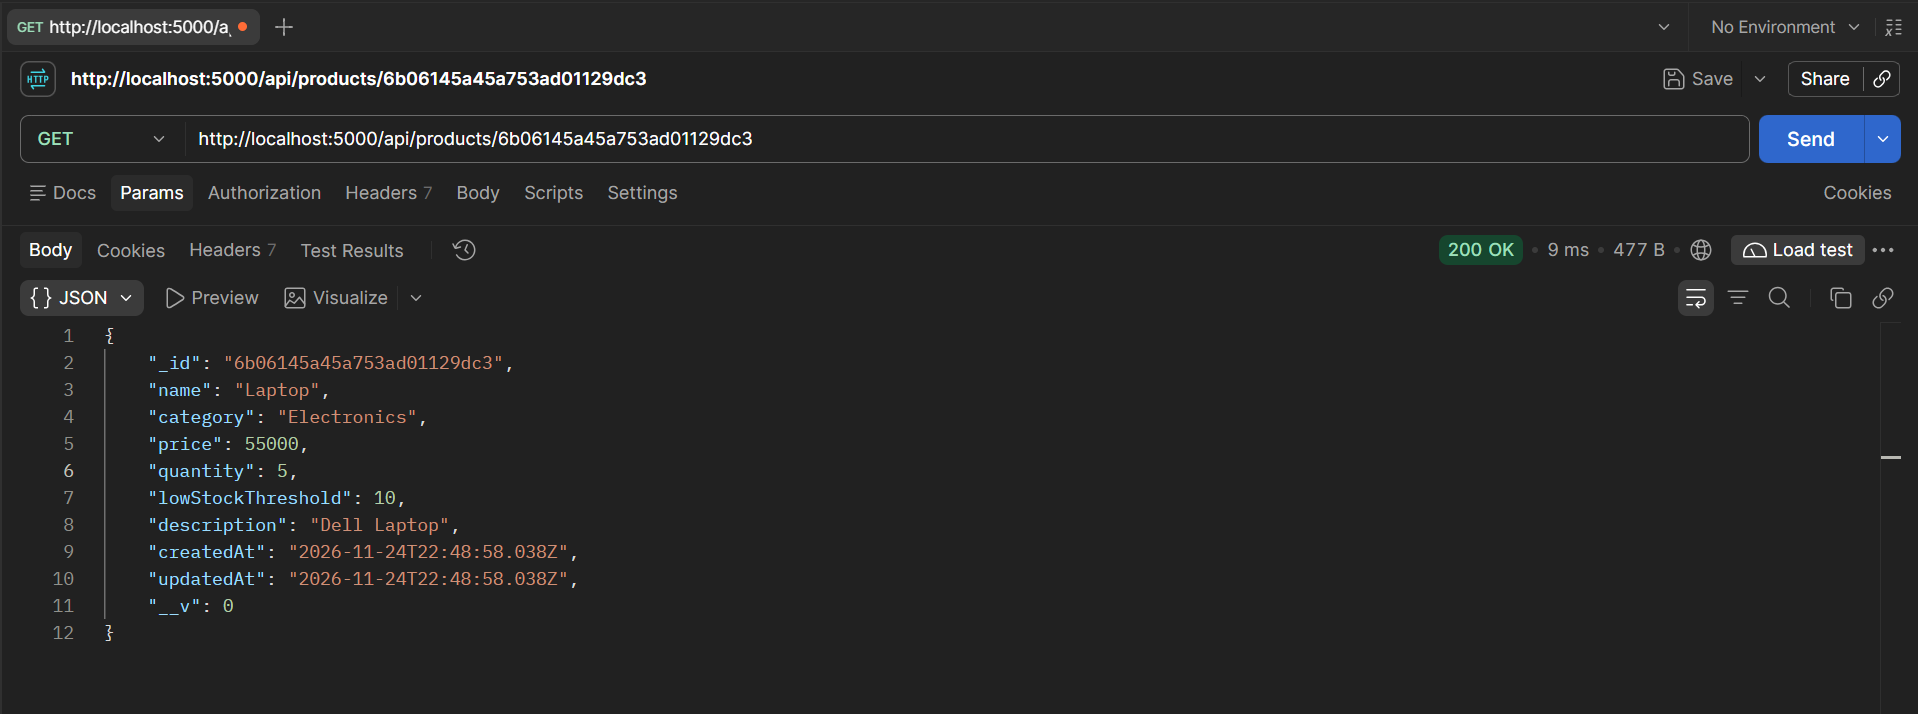 GET http://localhost:5000/a
No Environment
HTTP http://localhost:5000/api/products/6b06145a45a753ad01129dc3
Save
Share
GET http://localhost:5000/api/products/6b06145a45a753ad01129dc3
Send
Docs Params Authorization Headers 7 Body Scripts Settings
Cookies
Body Cookies Headers 7 Test Results
200 OK • 9 ms • 477 B •
Load test
{} JSON Preview Visualize
1 {
2 "_id": "6b06145a45a753ad01129dc3",
3 "name": "Laptop",
4 "category": "Electronics",
5 "price": 55000,
6 "quantity": 5,
7 "lowStockThreshold": 10,
8 "description": "Dell Laptop",
9 "createdAt": "2026-11-24T22:48:58.038Z",
10 "updatedAt": "2026-11-24T22:48:58.038Z",
11 "__v": 0
12 }